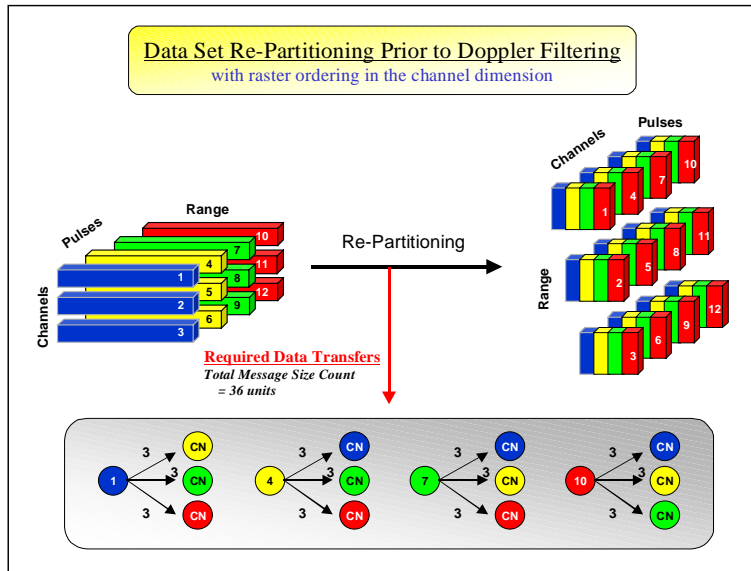 Data Set Re-Partitioning Prior to Doppler Filtering
with raster ordering in the channel dimension
Pulses
Channels
10
7
4
1
Range
Pulses
10
7
4
1
11
8
5
2
12
9
6
3
Channels
Re-Partitioning
11
8
5
2
Range
12
9
6
3
Required Data Transfers
Total Message Size Count
= 36 units
1
3
3
3
CN
CN
CN
4
3
3
3
CN
CN
CN
7
3
3
3
CN
CN
CN
10
3
3
3
CN
CN
CN